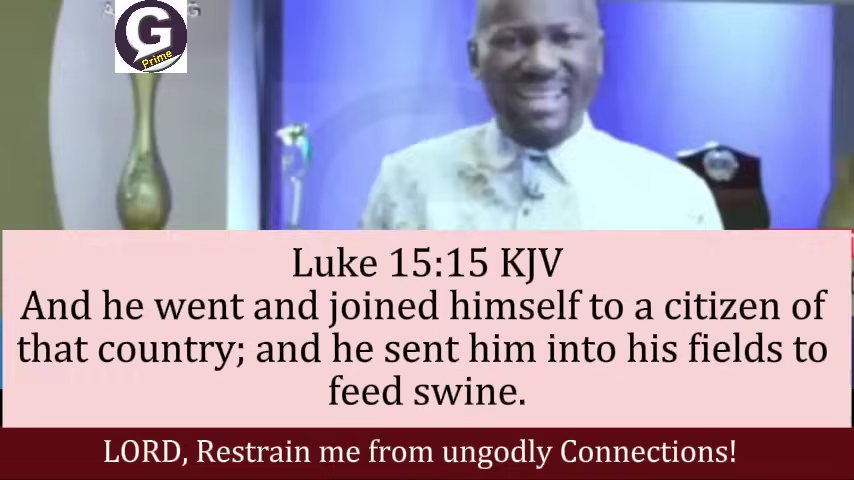 G
Prime
Luke 15:15 KJV
And he went and joined himself to a citizen of
that country; and he sent him into his fields to
feed swine.
LORD, Restrain me from ungodly Connections!